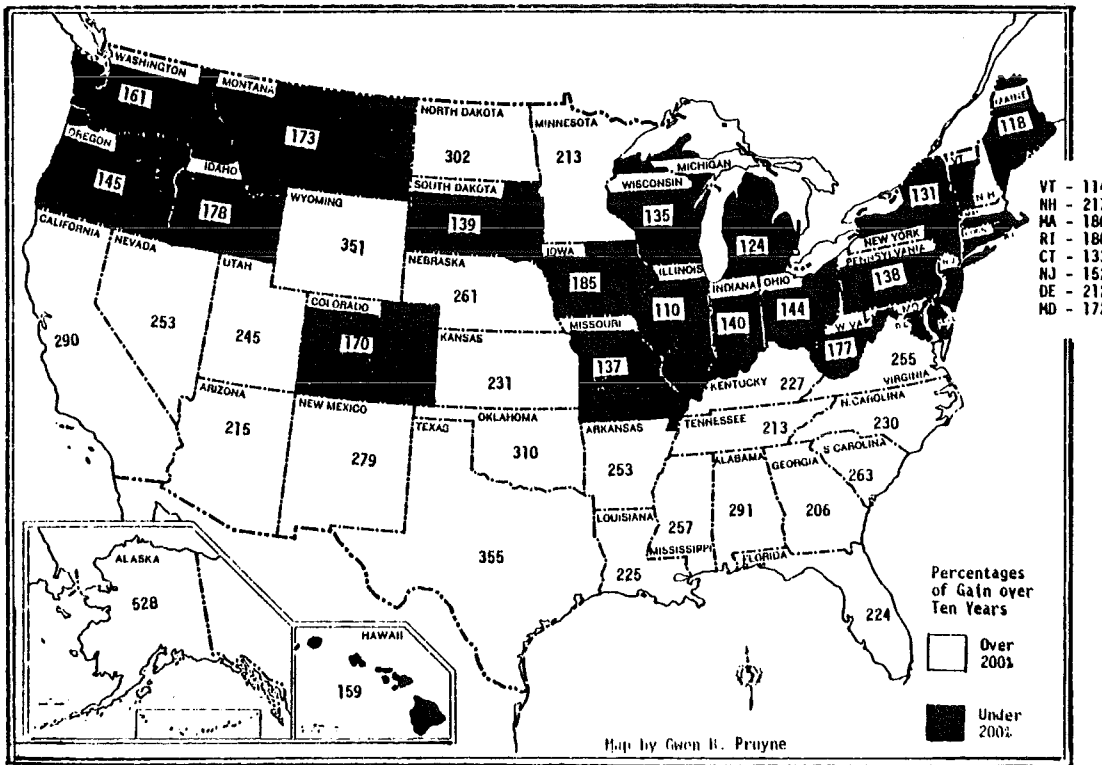 WASHINGTON
161
MONTANA
173
OREGON
145
IDAHO
178
NORTH DAKOTA
302
MINNESOTA
213
SOUTH DAKOTA
139
WYOMING
351
CALIFORNIA
290
NEVADA
253
UTAH
245
COLORADO
170
NEBRASKA
261
IOWA
185
WISCONSIN
135
MICHIGAN
124
ILLINOIS
110
INDIANA
140
OHIO
144
NEW YORK
131
PENNSYLVANIA
138
MAINE
118
VT
N.H.
N.J.
W.VA
177
VIRGINIA
255
KENTUCKY
227
MISSOURI
137
KANSAS
231
ARIZONA
215
NEW MEXICO
279
TEXAS
355
OKLAHOMA
310
ARKANSAS
253
TENNESSEE
213
N.CAROLINA
230
S CAROLINA
263
ALABAMA
291
GEORGIA
206
LOUISIANA
225
MISSISSIPPI
257
FLORIDA
224
ALASKA
528
HAWAII
159
VT - 114
NH -
MA -
RI -
CT -
NJ -
DE -
MD -
Percentages
of Gain over
Ten Years
Over
200%
Under
200%
Map by Gwen B. Pruyne